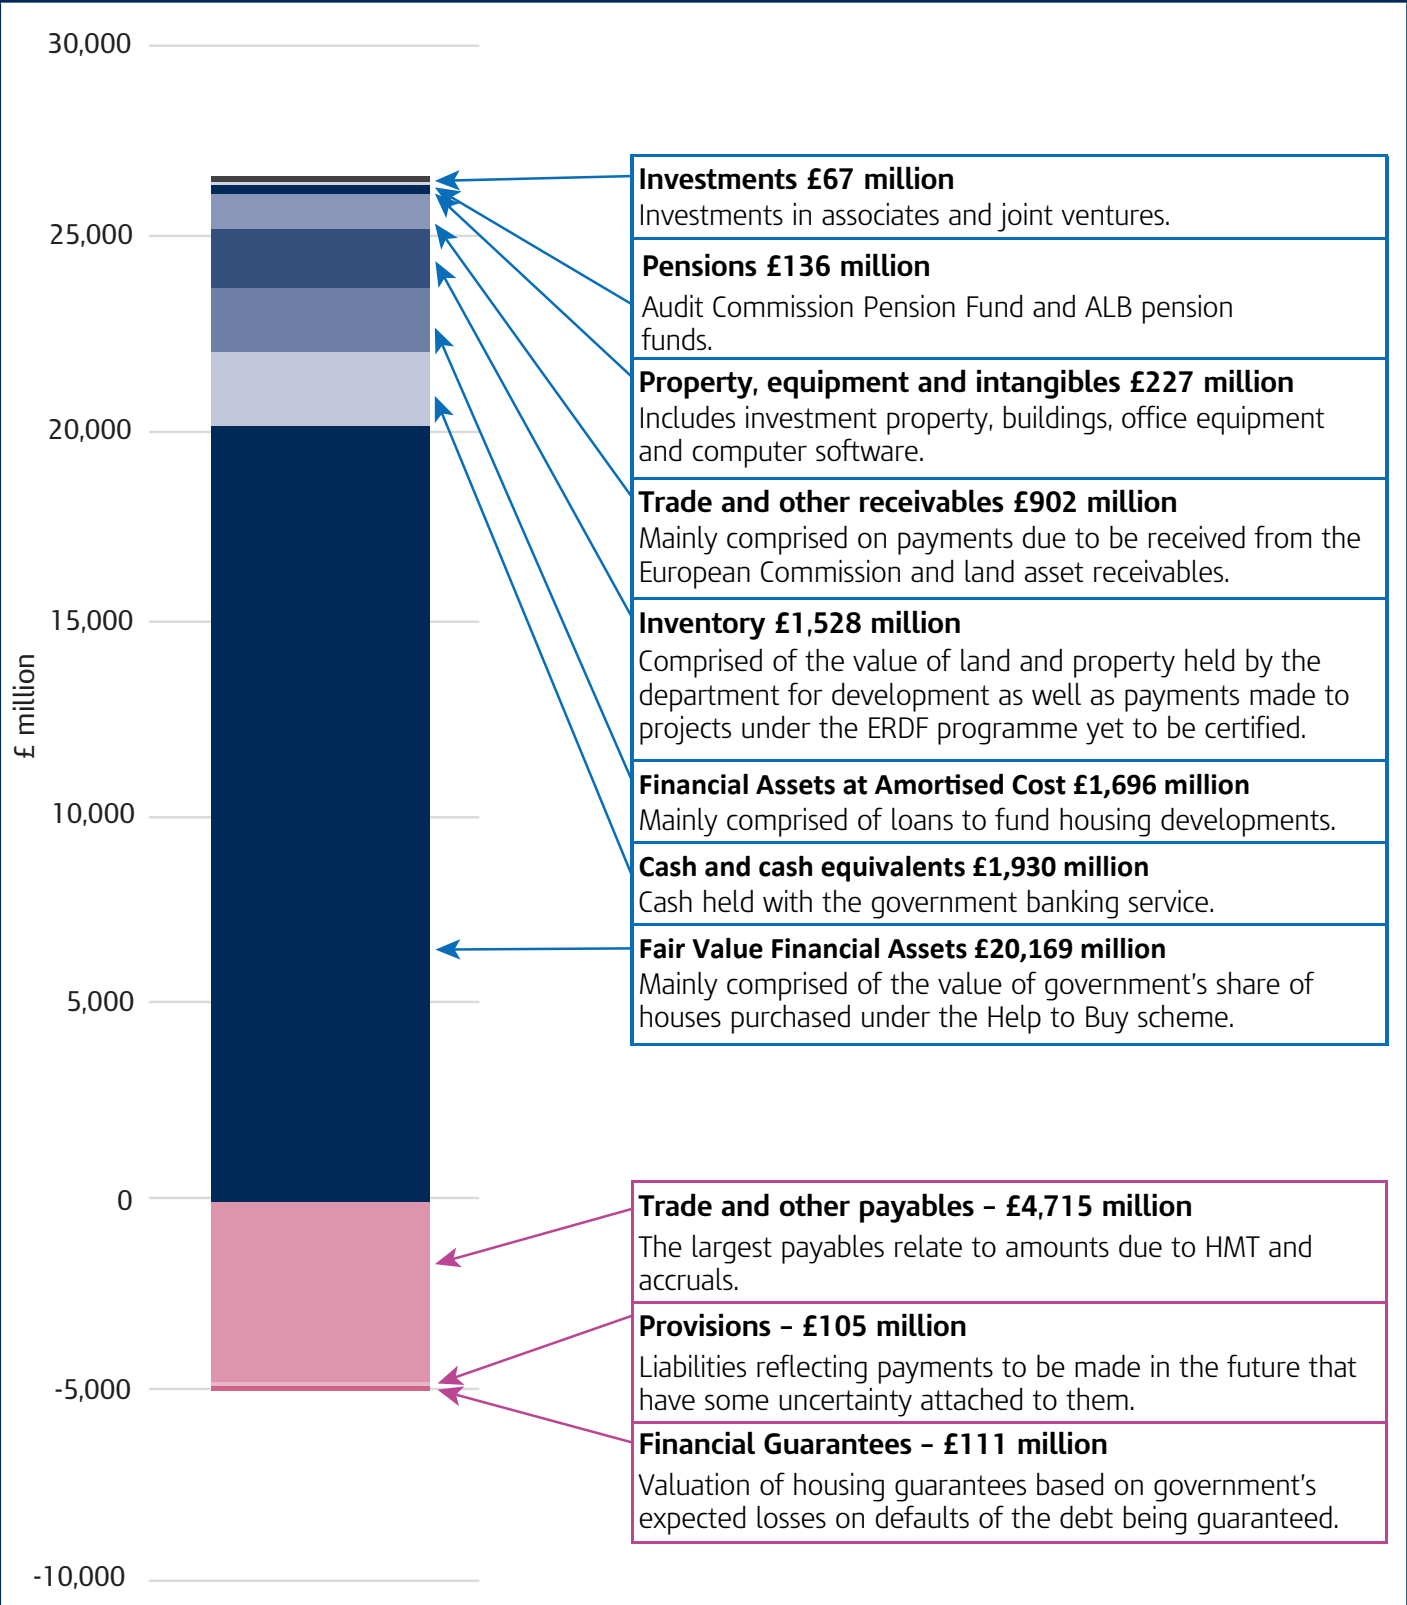 30,000
25,000
20,000
15,000
£ million
10,000
5,000
0
-5,000
-10,000
Investments £67 million
Investments in associates and joint ventures.
Pensions £136 million
Audit Commission Pension Fund and ALB pension
funds.
Property, equipment and intangibles £227 million
Includes investment property, buildings, office equipment
and computer software.
Trade and other receivables £902 million
Mainly comprised on payments due to be received from the
European Commission and land asset receivables.
Inventory £1,528 million
Comprised of the value of land and property held by the
department for development as well as payments made to
projects under the ERDF programme yet to be certified.
Financial Assets at Amortised Cost £1,696 million
Mainly comprised of loans to fund housing developments.
Cash and cash equivalents £1,930 million
Cash held with the government banking service.
Fair Value Financial Assets £20,169 million
Mainly comprised of the value of government's share of
houses purchased under the Help to Buy scheme.
Trade and other payables – £4,715 million
The largest payables relate to amounts due to HMT and
accruals.
Provisions – £105 million
Liabilities reflecting payments to be made in the future that
have some uncertainty attached to them.
Financial Guarantees – £111 million
Valuation of housing guarantees based on government's
expected losses on defaults of the debt being guaranteed.